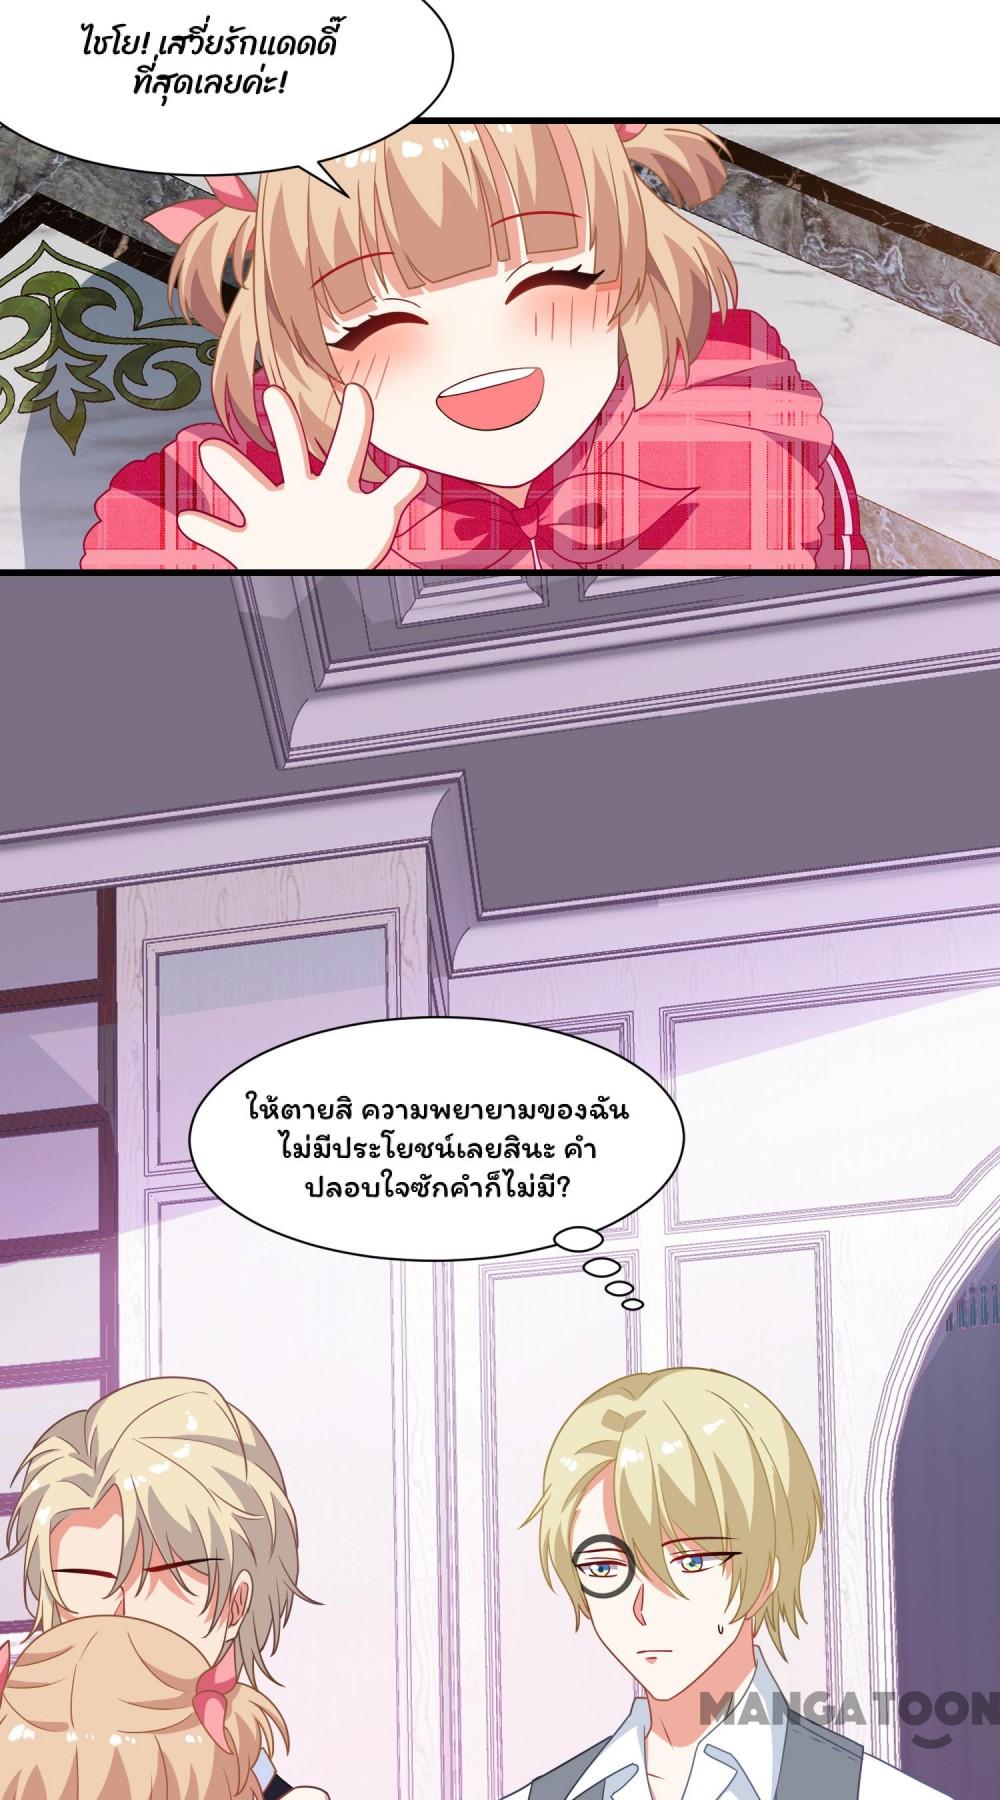 ไชโย! เสวี่ยรักแดดดี๊
ที่สุดเลยค่ะ!
ให้ตายสิ ความพยายามของฉัน
ไม่มีประโยชน์เลยสินะ คำ
ปลอบใจซักคำก็ไม่มี?
MANGATOON